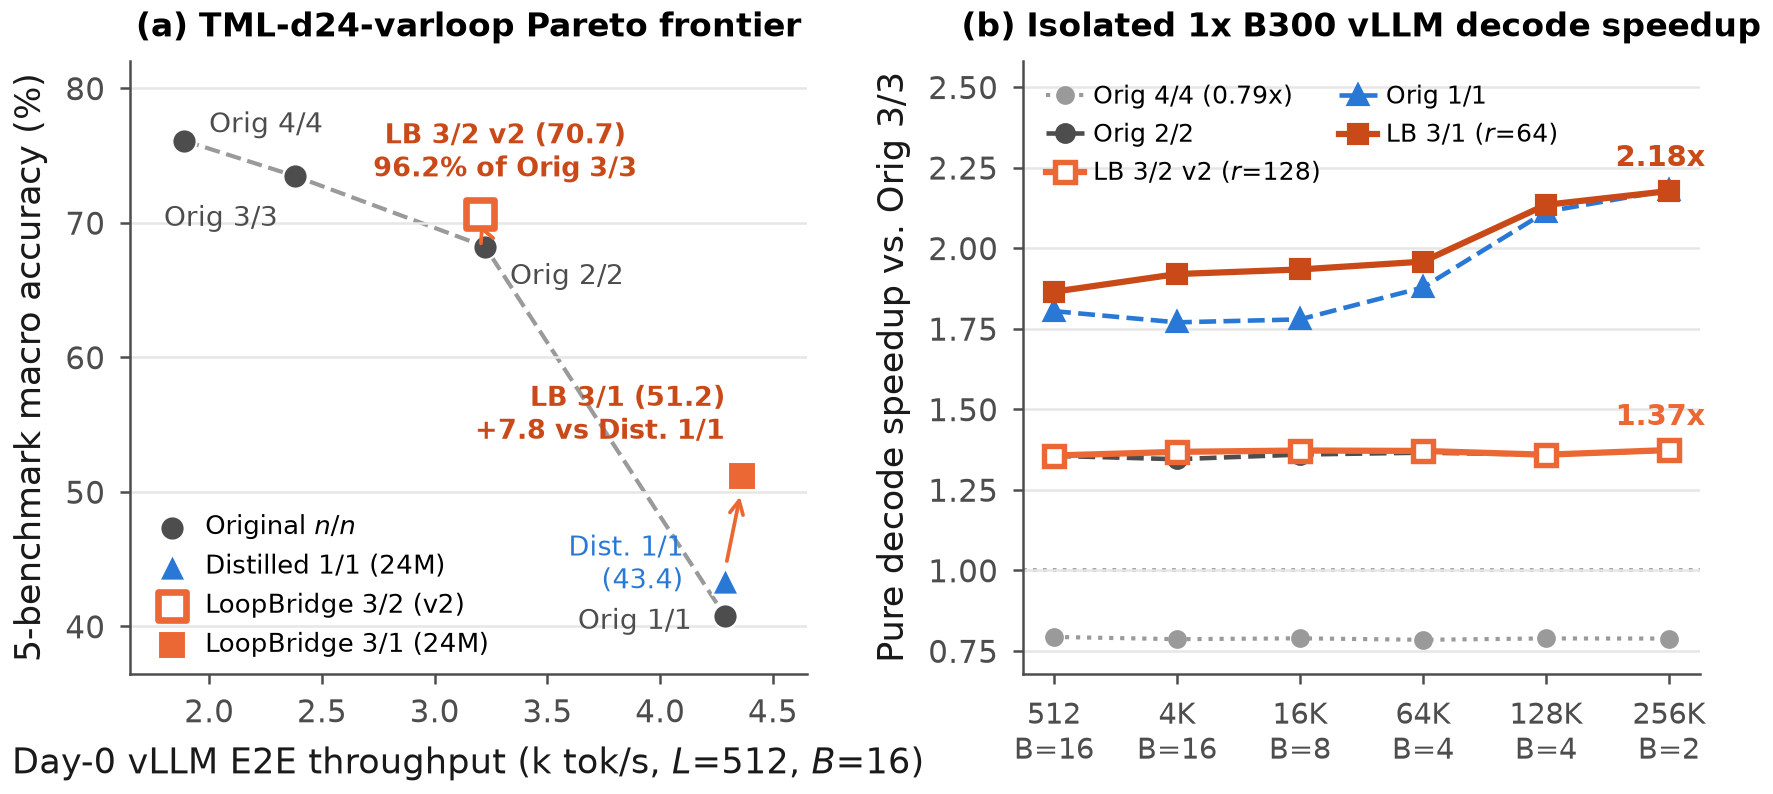 (a) TML-d24-varloop Pareto frontier
5-benchmark macro accuracy (%)
80
70
60
50
40
Orig 4/4
LB 3/2 v2 (70.7)
96.2% of Orig 3/3
Orig 3/3
Orig 2/2
LB 3/1 (51.2)
+7.8 vs Dist. 1/1
Dist. 1/1
(43.4)
Orig 1/1
Original n/n
Distilled 1/1 (24M)
LoopBridge 3/2 (v2)
LoopBridge 3/1 (24M)
2.0 2.5 3.0 3.5 4.0 4.5
Day-0 vLLM E2E throughput (k tok/s, L=512, B=16)
(b) Isolated 1x B300 vLLM decode speedup
Pure decode speedup vs. Orig 3/3
2.50
2.25
2.00
1.75
1.50
1.25
1.00
0.75
Orig 4/4 (0.79x)
Orig 2/2
LB 3/2 v2 (r=128)
Orig 1/1
LB 3/1 (r=64)
2.18x
1.37x
512 4K 16K 64K 128K 256K
B=16 B=16 B=8 B=4 B=4 B=2